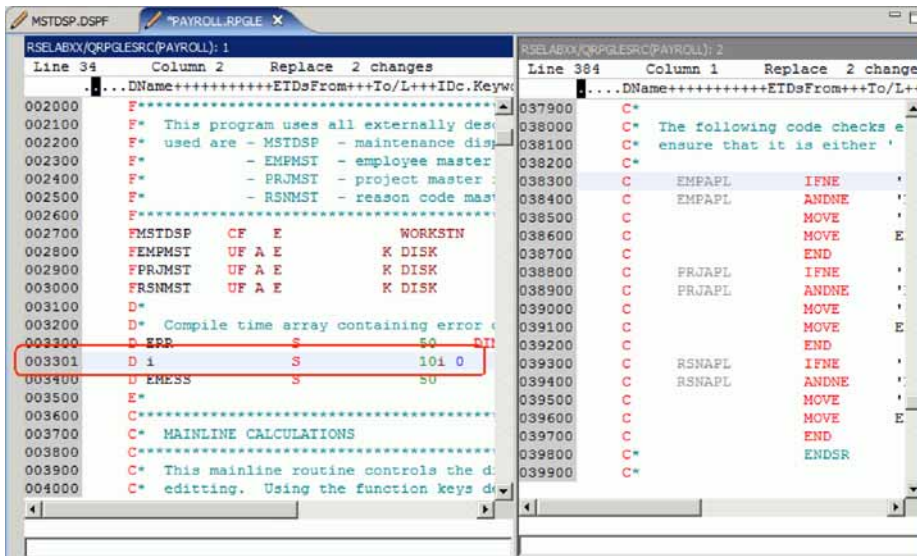 MSTDSP.DSPF *PAYROLL.RPGLE
RSELABXX/QRPGLESRC(PAYROLL): 1
Line 34 Column 2 Replace 2 changes
.....DName+++++++++++ETDsFrom+++To/L+++IDc.Keywo
002000 F************************************************
002100 F* This program uses all externally desc
002200 F* used are - MSTDSP - maintenance disp
002300 F* - EMPMST - employee master
002400 F* - PRJMST - project master
002500 F* - RSNMST - reason code mast
002600 F************************************************
002700 FMSTDSP CF E WORKSTN
002800 FEMPMST UF A E K DISK
002900 FPRJMST UF A E K DISK
003000 FRSNMST UF A E K DISK
003100 D*
003200 D* Compile time array containing error
003300 D ERR S 50 DIM
003301 D i S 10i 0
003400 D EMESS S 50
003500 E*
003600 C************************************************
003700 C* MAINLINE CALCULATIONS
003800 C************************************************
003900 C* This mainline routine controls the di
004000 C* editting. Using the function keys de
RSELABXX/QRPGLESRC(PAYROLL): 2
Line 384 Column 1 Replace 2 change
.....DName+++++++++++ETDsFrom+++To/L++
037900 C*
038000 C* The following code checks e
038100 C* ensure that it is either '
038200 C*
038300 C EMPAPL IFNE '
038400 C EMPAPL ANDNE '
038500 C MOVE '
038600 C MOVE E
038700 C END
038800 C PRJAPL IFNE '
038900 C PRJAPL ANDNE '
039000 C MOVE '
039100 C MOVE E
039200 C END
039300 C RSNAPL IFNE '
039400 C RSNAPL ANDNE '
039500 C MOVE '
039600 C MOVE E
039700 C END
039800 C* ENDSR
039900 C*